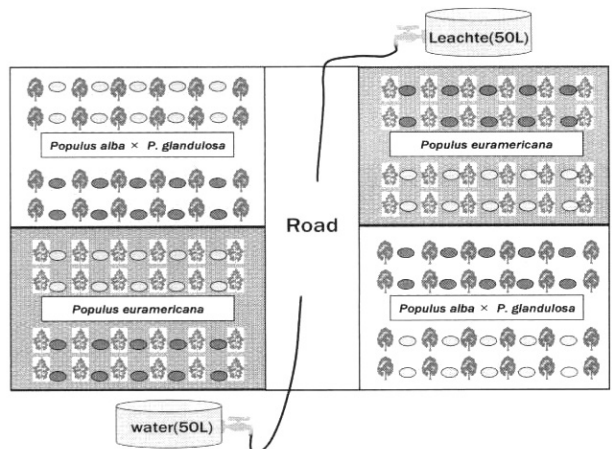 Leachte(50L)
Populus alba × P. glandulosa
Populus euramericana
Road
Populus euramericana
Populus alba × P. glandulosa
water(50L)